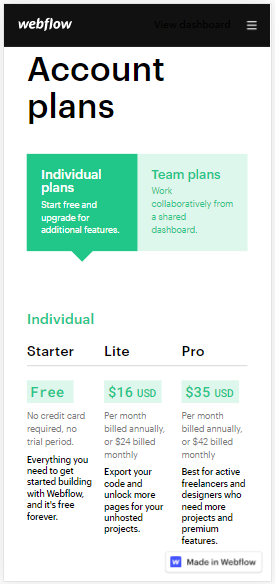 webflow View dashboard
Account
plans
Individual
plans
Start free and
upgrade for
additional features.
Team plans
Work
collaboratively from
a shared
dashboard.
Individual
Starter
Free
No credit card
required, no
trial period.
Everything you
need to get
started building
with Webflow,
and it's free
forever.
Lite
$16 USD
Per month
billed annually,
or $24 billed
monthly
Export your
code and
unlock more
pages for your
unhosted
projects.
Pro
$35 USD
Per month
billed annually,
or $42 billed
monthly
Best for active
freelancers and
designers who
need more
projects and
premium
features.
Made in Webflow